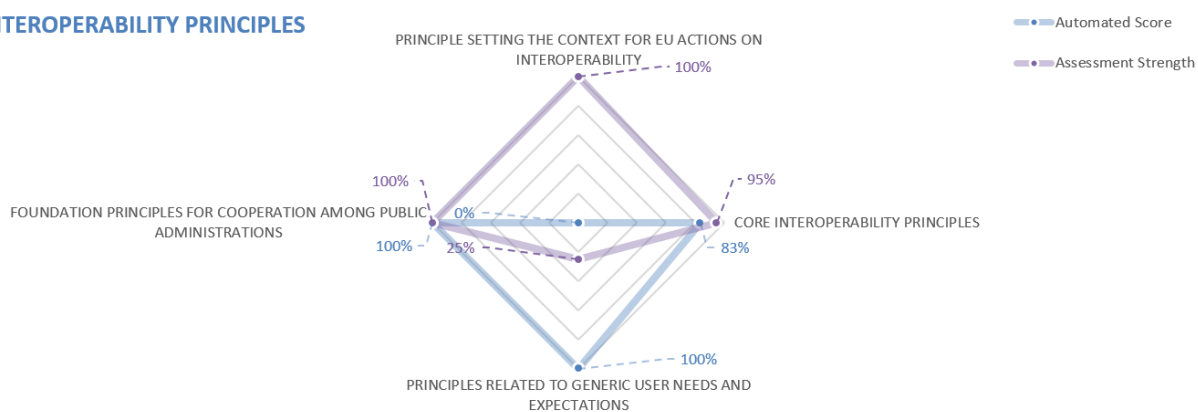 NTEROPERABILITY PRINCIPLES
Automated Score
Assessment Strength
PRINCIPLE SETTING THE CONTEXT FOR EU ACTIONS ON
INTEROPERABILITY
100%
100%
95%
FOUNDATION PRINCIPLES FOR COOPERATION AMONG PUBLIC
ADMINISTRATIONS
0%
CORE INTEROPERABILITY PRINCIPLES
100%
25%
83%
100%
PRINCIPLES RELATED TO GENERIC USER NEEDS AND
EXPECTATIONS